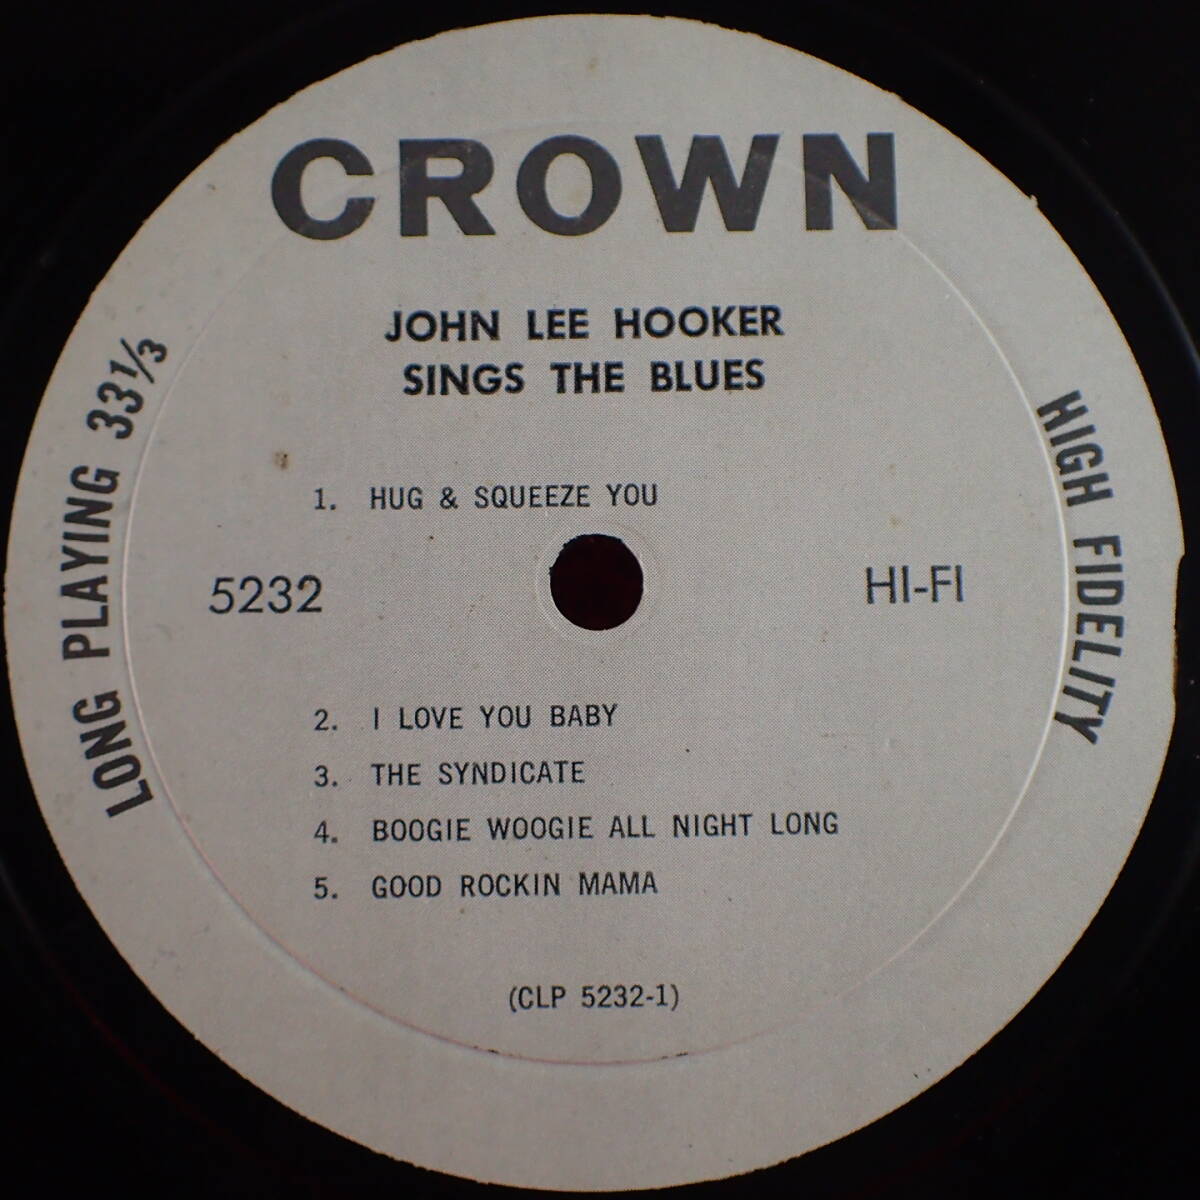 CROWN
JOHN LEE HOOKER
SINGS THE BLUES
1. HUG & SQUEEZE YOU
5232
HI-FI
LONG PLAYING 33⅓
HIGH FIDELITY
2. I LOVE YOU BABY
3. THE SYNDICATE
4. BOOGIE WOOGIE ALL NIGHT LONG
5. GOOD ROCKIN MAMA
(CLP 5232-1)